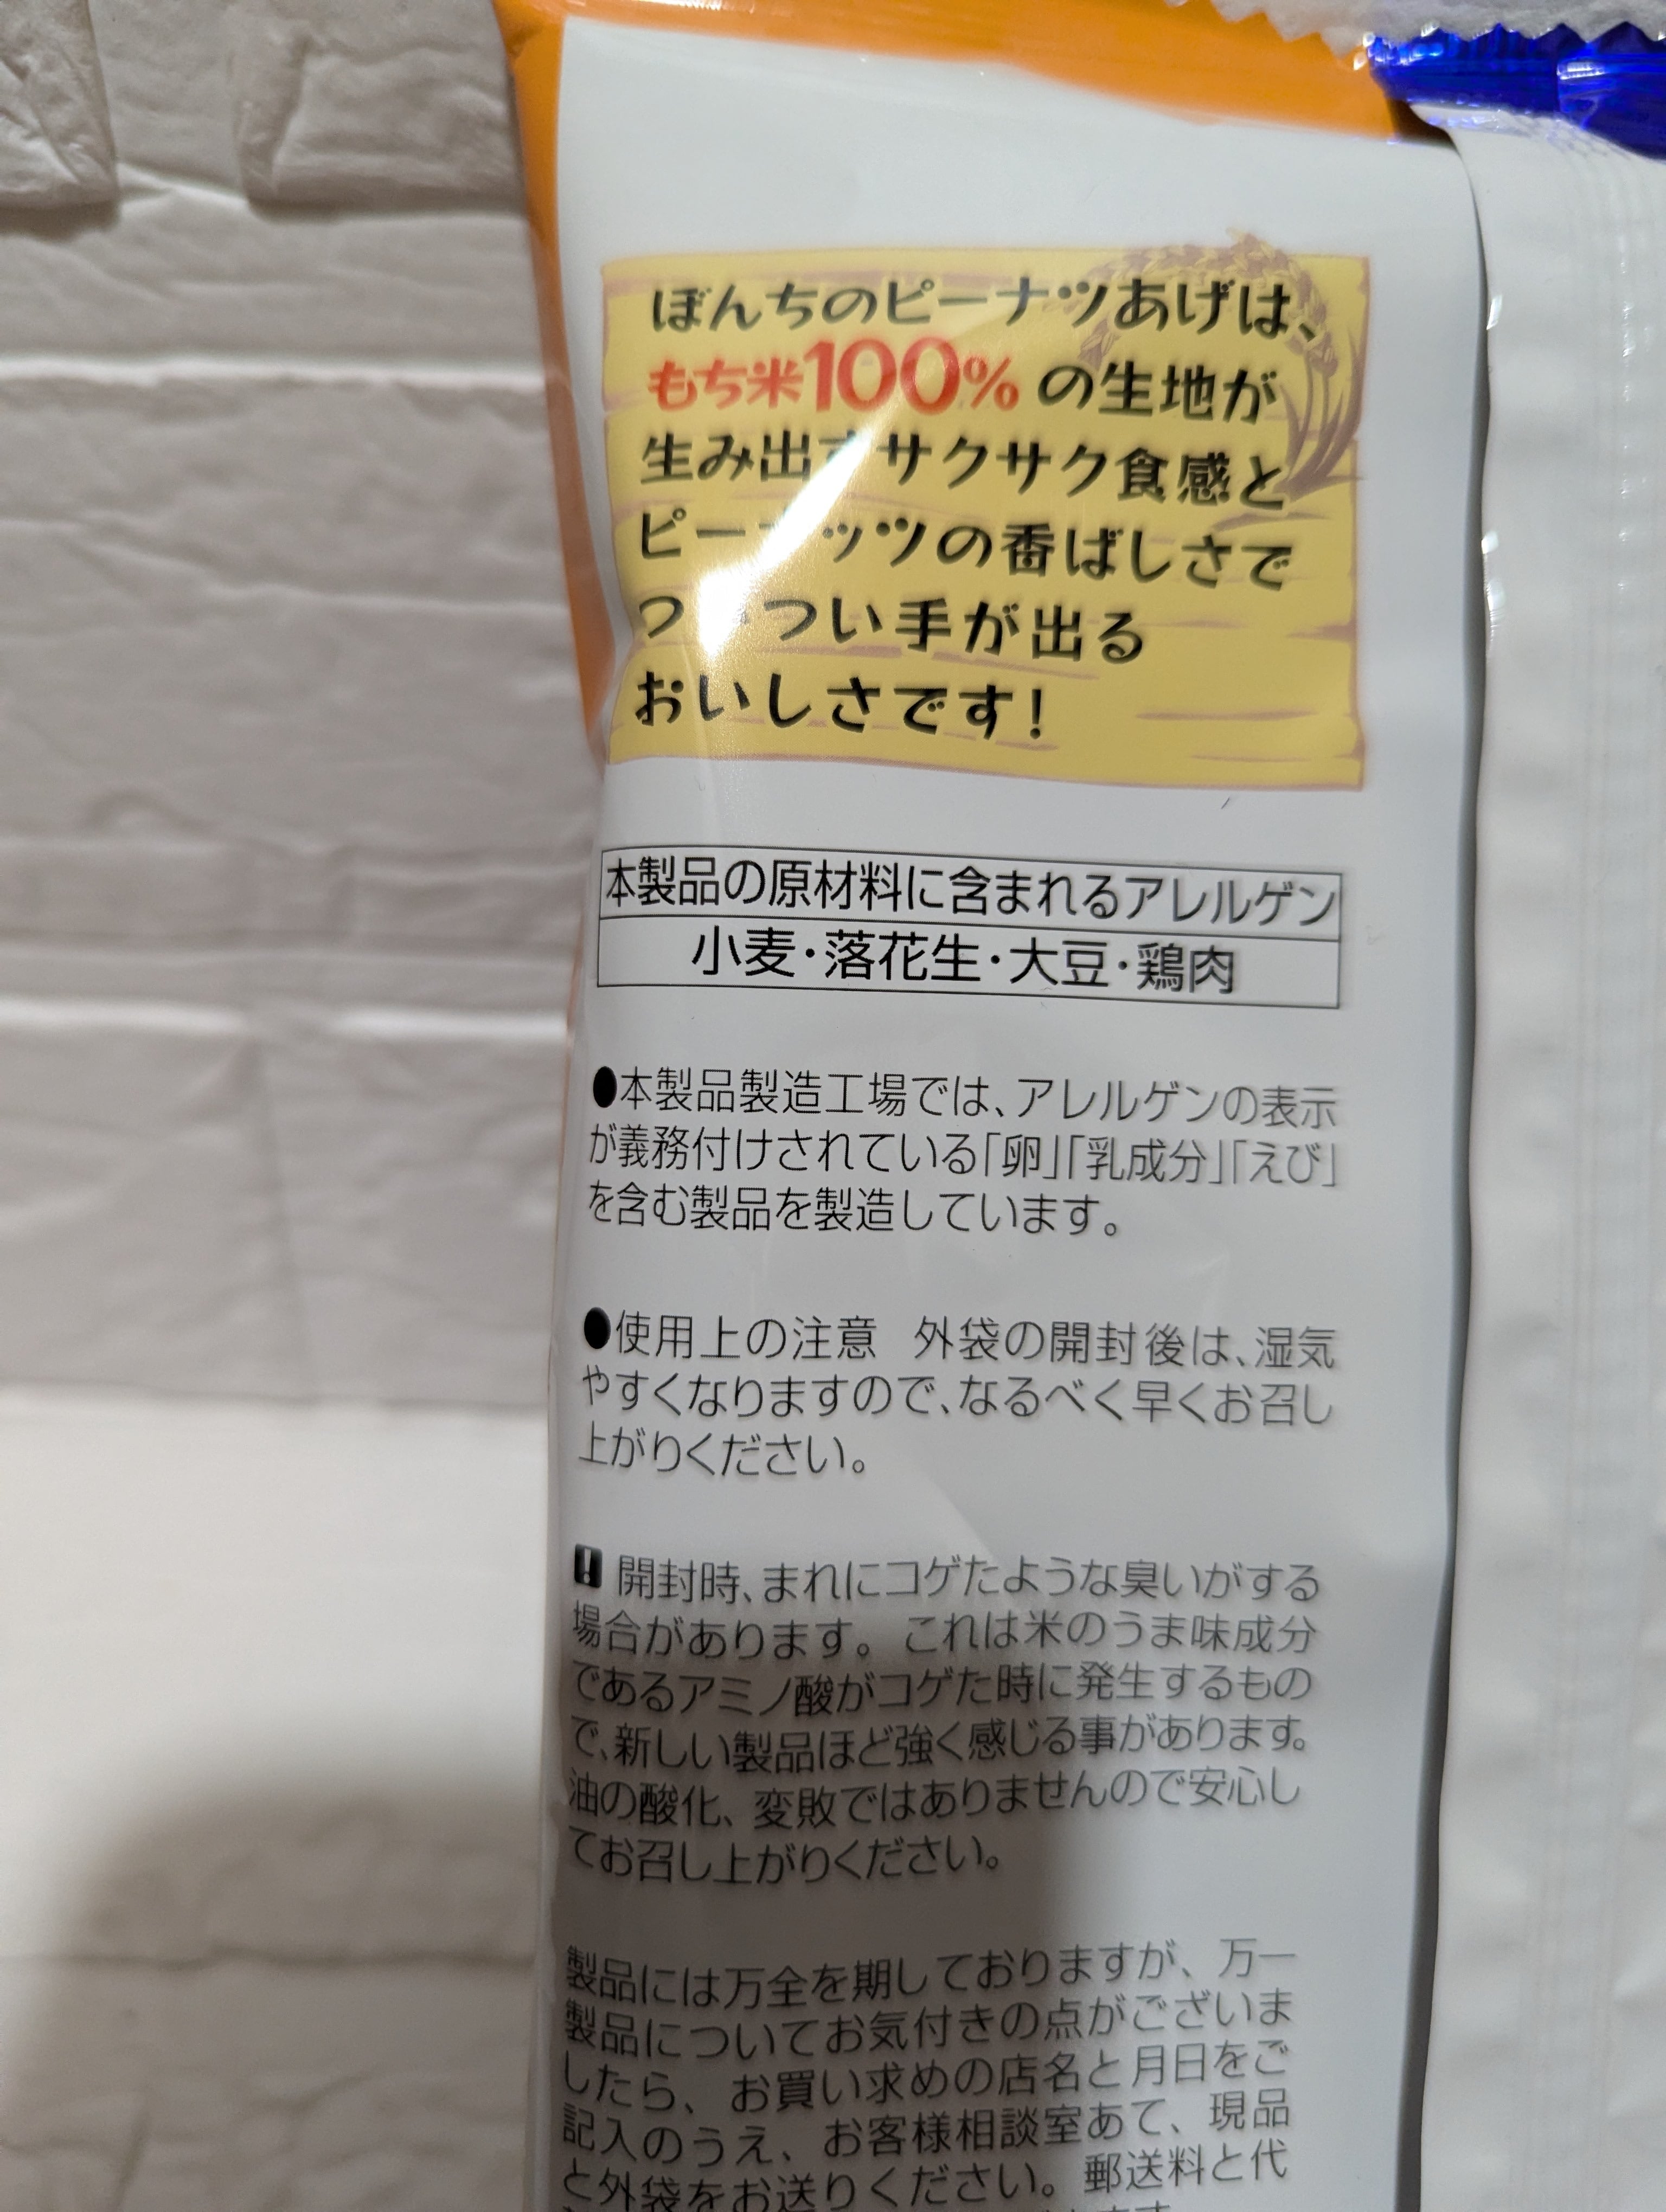 ぼんちのピーナツあげは、
もち米100%の生地が
生み出すサクサク食感と
ピーナッツの香ばしさで
つい手が出る
おいしさです!
本製品の原材料に含まれるアレルゲン
小麦・落花生・大豆・鶏肉
●本製品製造工場では、アレルゲンの表示
が義務付けされている「卵」「乳成分」「えび」
を含む製品を製造しています。
●使用上の注意 外袋の開封後は、湿気
やすくなりますので、なるべく早くお召し
上がりください。
! 開封時、まれにコゲたような臭いがする
場合があります。これは米のうま味成分
であるアミノ酸がコゲた時に発生するもの
で、新しい製品ほど強く感じる事があります。
油の酸化、変敗ではありませんので安心し
てお召し上がりください。
製品には万全を期しておりますが、万一
製品についてお気付きの点がございま
したら、お買い求めの店名と月日をご
記入のうえ、お客様相談室あて、現品
と外袋をお送りください。郵送料と代